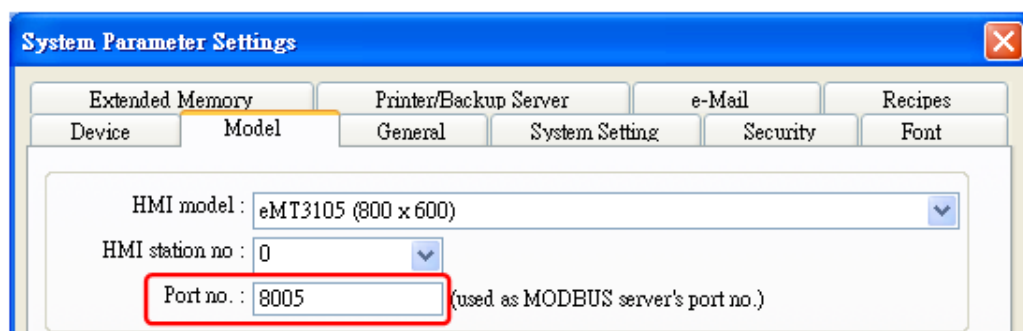 System Parameter Settings
Extended Memory Printer/Backup Server e-Mail Recipes
Device Model General System Setting Security Font
HMI model : eMT3105 (800 x 600)
HMI station no : 0
Port no. : 8005 (used as MODBUS server's port no.)